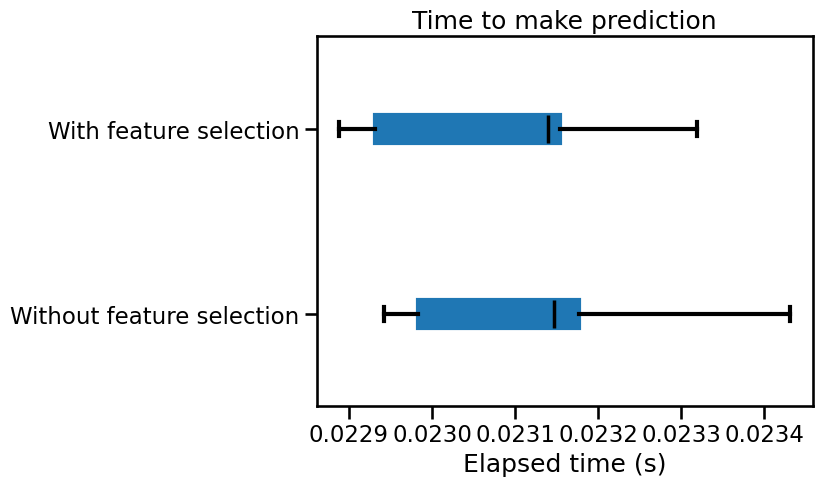 Time to make prediction
With feature selection
Without feature selection
0.0229 0.0230 0.0231 0.0232 0.0233 0.0234
Elapsed time (s)